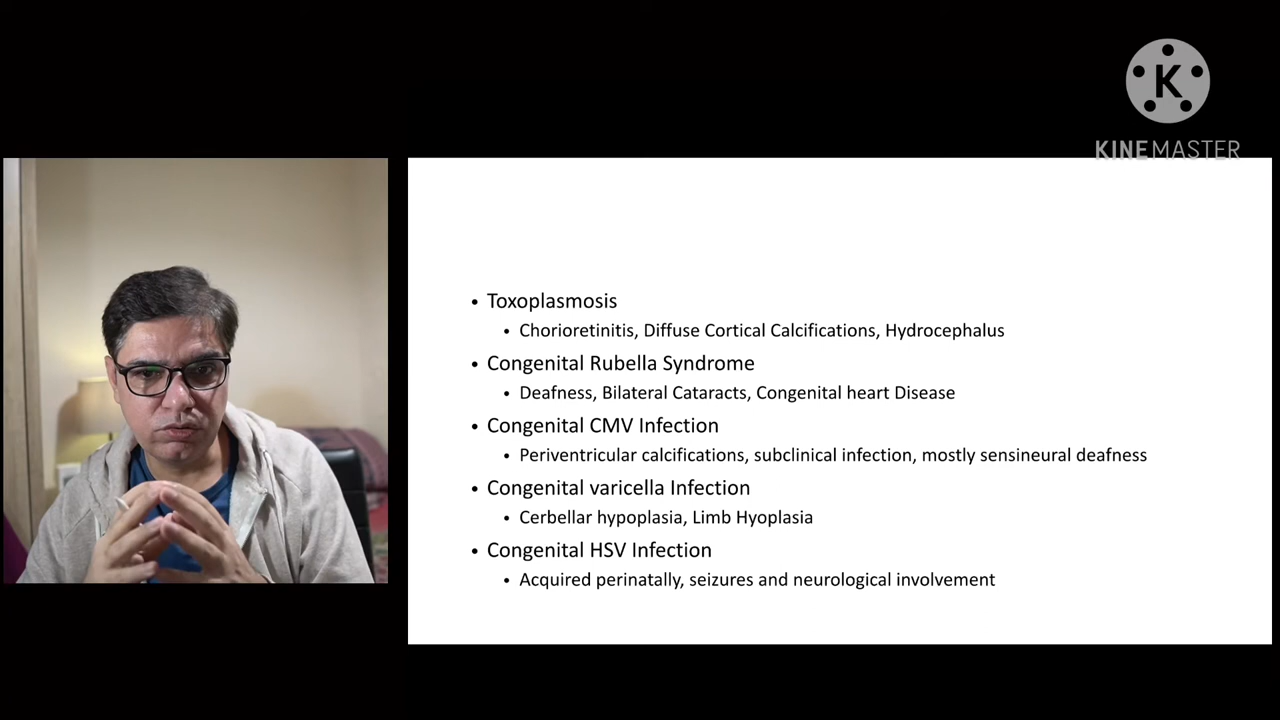 K
KINEMASTER
• Toxoplasmosis
• Chorioretinitis, Diffuse Cortical Calcifications, Hydrocephalus
• Congenital Rubella Syndrome
• Deafness, Bilateral Cataracts, Congenital heart Disease
• Congenital CMV Infection
• Periventricular calcifications, subclinical infection, mostly sensineural deafness
• Congenital varicella Infection
• Cerbellar hypoplasia, Limb Hyoplasia
• Congenital HSV Infection
• Acquired perinatally, seizures and neurological involvement